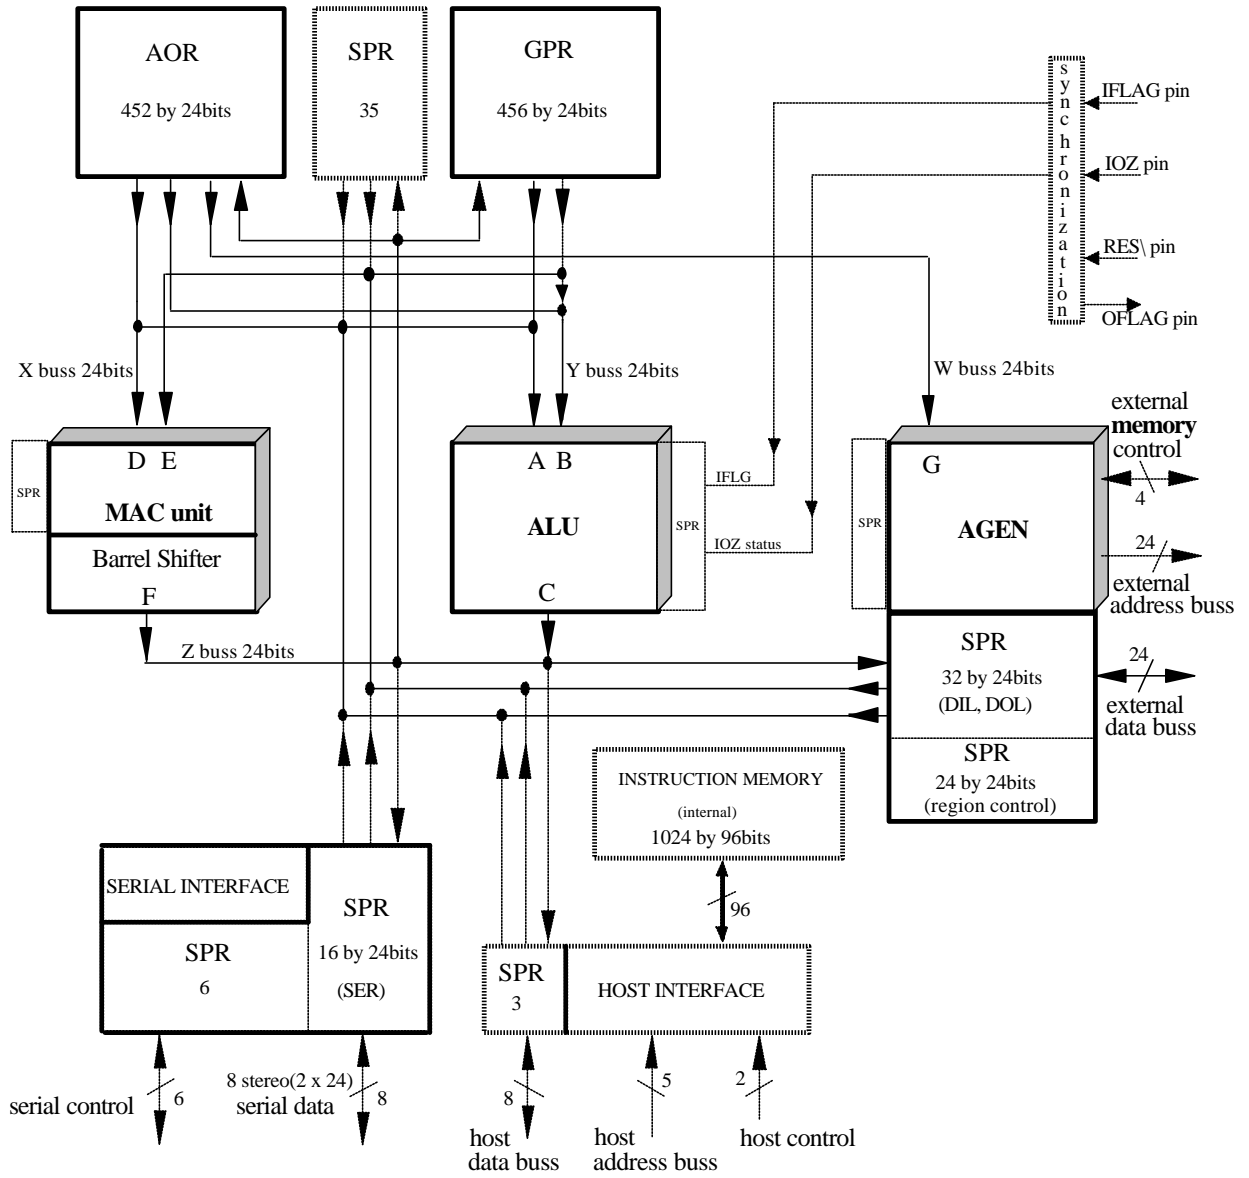 AOR
452 by 24bits
SPR
35
GPR
456 by 24bits
synchronization
IFLAG pin
IOZ pin
RES\ pin
OFLAG pin
X buss 24bits
Y buss 24bits
W buss 24bits
SPR
D E
MAC unit
Barrel Shifter
F
A B
ALU
C
SPR
IFLG
IOZ status
SPR
G
AGEN
external
memory
control
4
24
external
address buss
Z buss 24bits
SPR
32 by 24bits
(DIL, DOL)
24
external
data buss
SPR
24 by 24bits
(region control)
INSTRUCTION MEMORY
(internal)
1024 by 96bits
96
SERIAL INTERFACE
SPR
6
SPR
16 by 24bits
(SER)
SPR
3
HOST INTERFACE
6
serial control
8 stereo(2 x 24)
serial data
8
8
host
data buss
5
host
address buss
2
host control